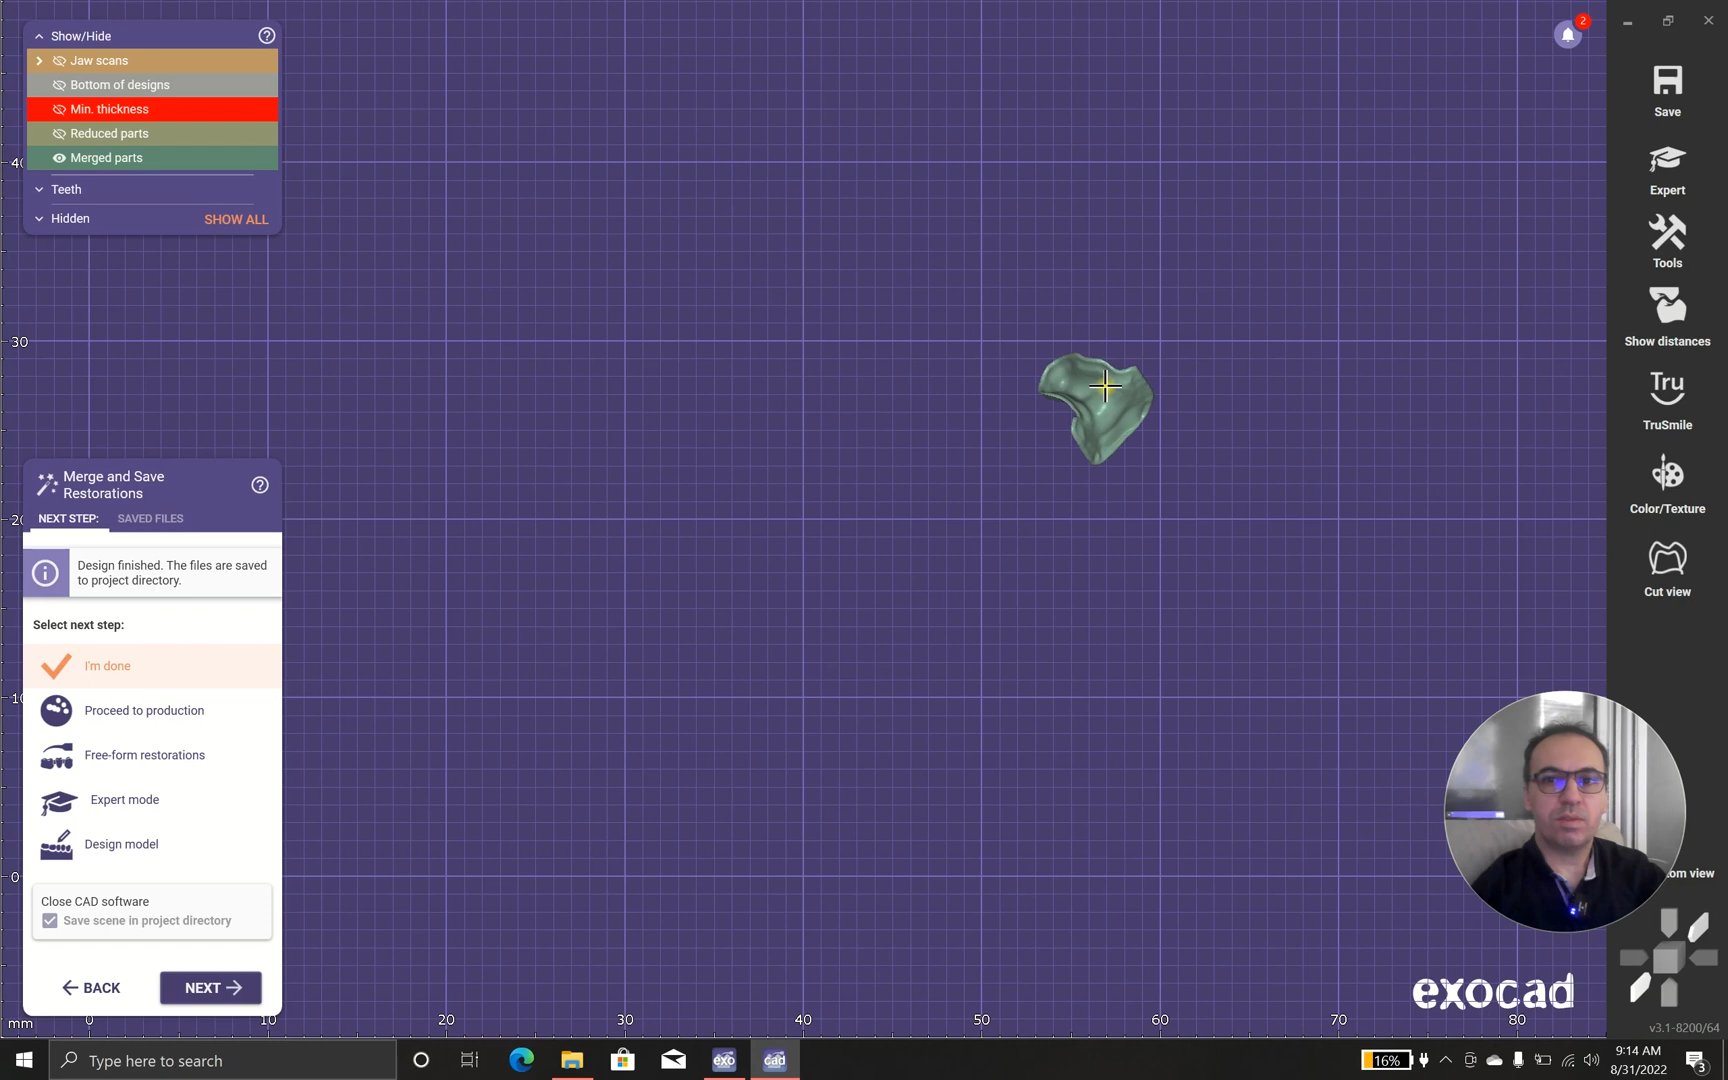 Show/Hide
Jaw scans
Bottom of designs
Min. thickness
Reduced parts
Merged parts
Teeth
Hidden
SHOW ALL
2
Save
Expert
Tools
Show distances
Tru
TruSmile
Color/Texture
Cut view
om view
Merge and Save
Restorations
NEXT STEP:
SAVED FILES
Design finished. The files are saved
to project directory.
Select next step:
I'm done
Proceed to production
Free-form restorations
Expert mode
Design model
Close CAD software
Save scene in project directory
BACK
NEXT
30
0
mm
0
10
20
30
40
50
60
70
80
exocad
v3.1-8200/64
Type here to search
exo
cad
16%
9:14 AM
8/31/2022
3